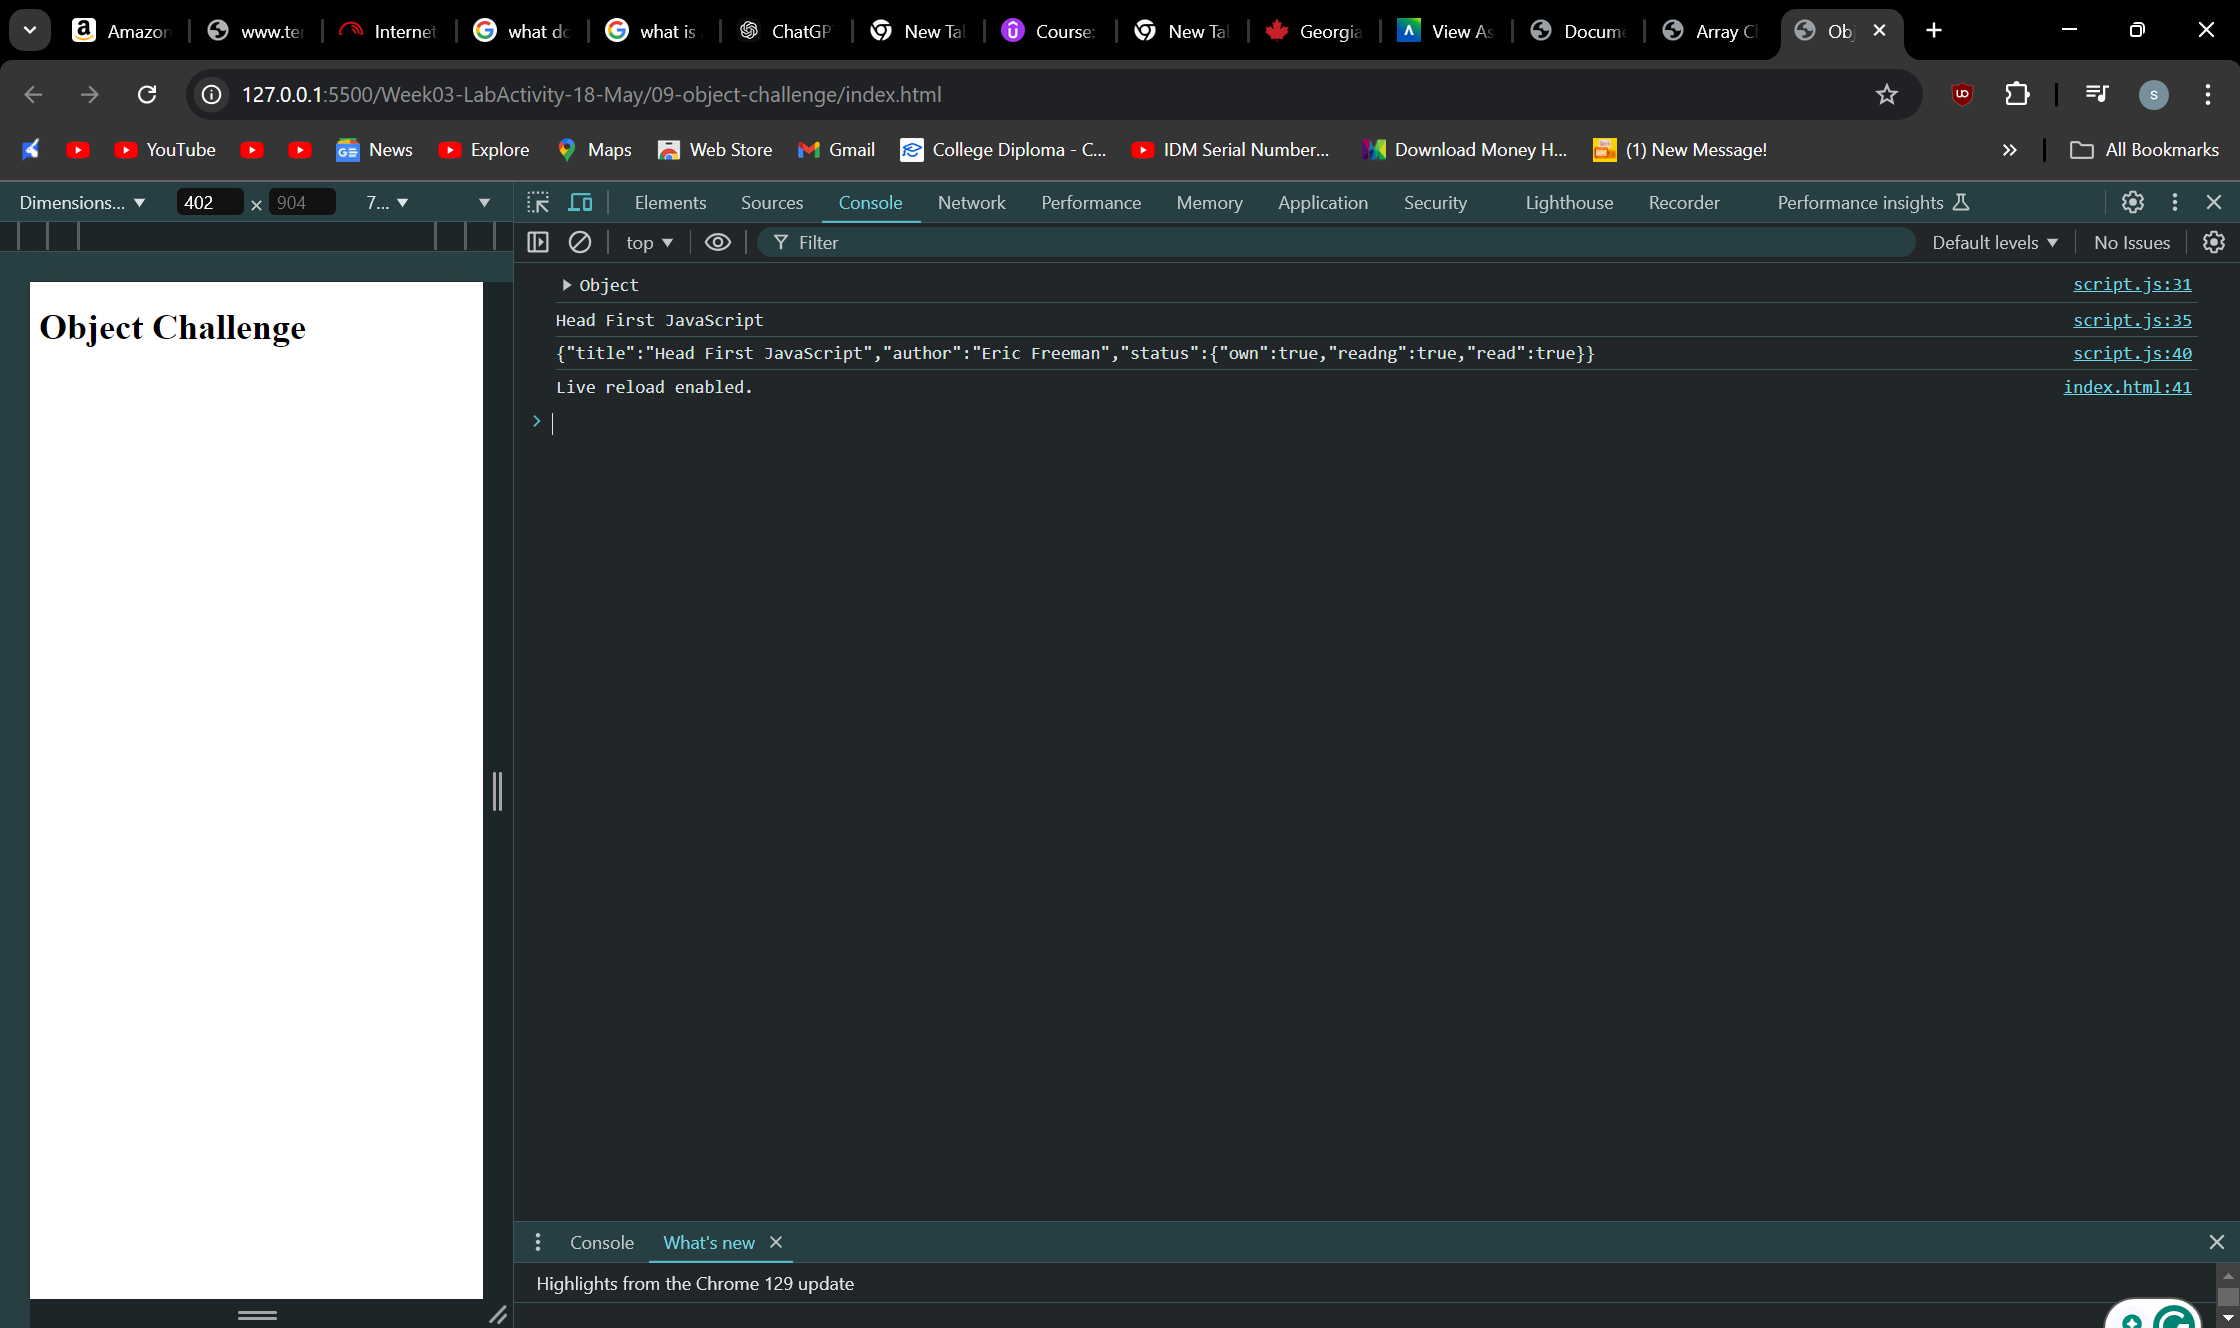 Amazon www.ter Internet what do what is ChatGP New Tal Course: New Tal Georgia View As Docume Array Cl Obj
127.0.0.1:5500/Week03-LabActivity-18-May/09-object-challenge/index.html S
YouTube News Explore Maps Web Store Gmail College Diploma - C... IDM Serial Number... Download Money H... (1) New Message! All Bookmarks
Dimensions... 402 × 904 7... Elements Sources Console Network Performance Memory Application Security Lighthouse Recorder Performance insights
top Filter Default levels No Issues
Object script.js:31
Object Challenge
Head First JavaScript script.js:35
{"title":"Head First JavaScript","author":"Eric Freeman","status":{"own":true,"readng":true,"read":true}} script.js:40
Live reload enabled. index.html:41
Console What's new
Highlights from the Chrome 129 update